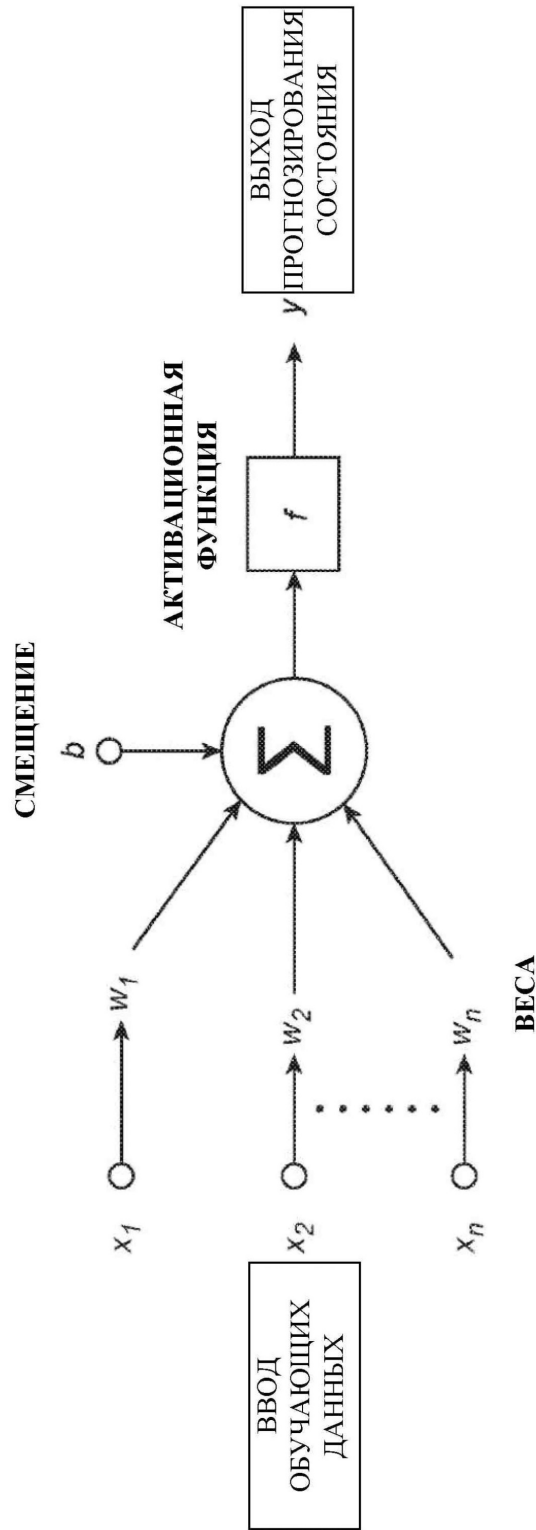 СМЕЩЕНИЕ
b
АКТИВАЦИОННАЯ
ФУНКЦИЯ
x1
w1
ВВОД
ОБУЧАЮЩИХ
ДАННЫХ
x2
w2
Σ
f
y
ВЫХОД
ПРОГНОЗИРОВАНИЯ
СОСТОЯНИЯ
xn
wn
ВЕСА